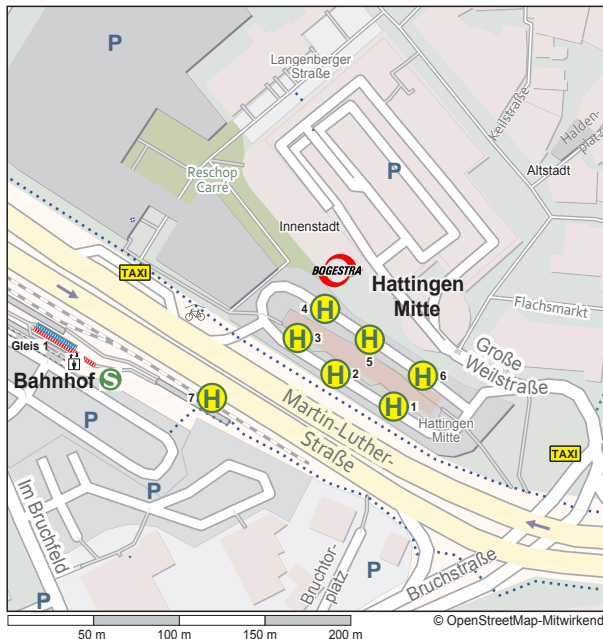 P
Langenberger
Straße
Keilstraße
Halden-
platz
Altstadt
Reschop
Carré
P
Innenstadt
BOGESTRA
TAXI
Hattingen
Mitte
Flachsmarkt
4 H
H 3
H
5
Große
Weilstraße
Gleis 1
Bahnhof S
H 6
H 2
7 H
H 1
Hattingen
Mitte
Martin-Luther-
Straße
P
TAXI
P
Im Bruchfeld
Bruchtor-
platz
P
Bruchstraße
P
50 m 100 m 150 m 200 m
© OpenStreetMap-Mitwirkend